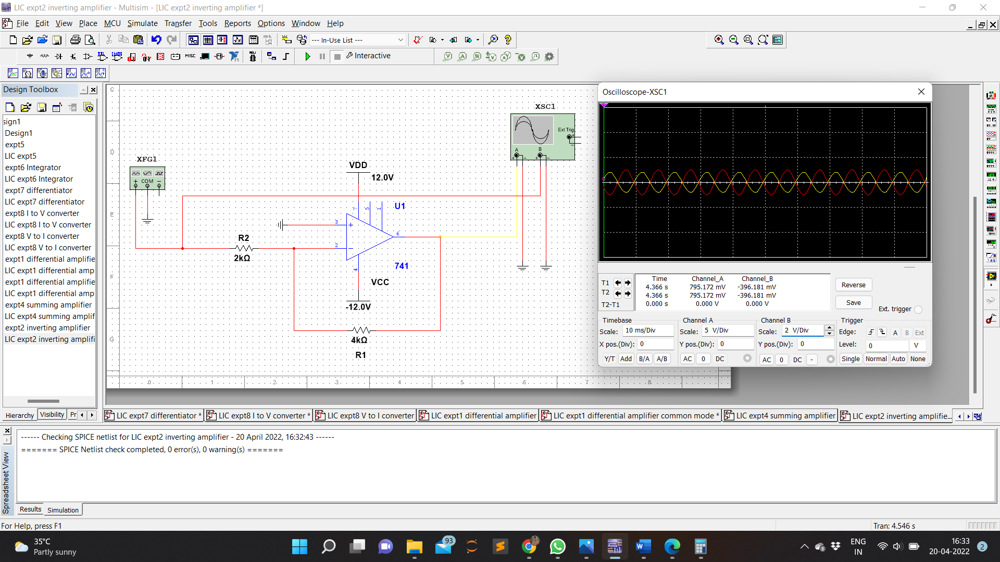 LIC expt2 inverting amplifier - Multisim - [LIC expt2 inverting amplifier *]
File Edit View Place MCU Simulate Transfer Tools Reports Options Window Help
--- In-Use List ---
MISC
Interactive
Design Toolbox
sign1
Design1
expt5
LIC expt5
expt6 Integrator
LIC expt6 Integrator
expt7 differentiator
LIC expt7 differentiator
expt8 I to V converter
LIC expt8 I to V converter
expt8 V to I converter
LIC expt8 V to I converter
expt1 differential amplifie
LIC expt1 differential amp
expt1 differential amplifie
LIC expt1 differential amp
expt4 summing amplifier
LIC expt4 summing amplif
expt2 inverting amplifier
LIC expt2 inverting amplifi
Hierarchy Visibility Pr
C
D
E
F
G
XFG1
+ COM −
VDD
12.0V
U1
7 5 1
3
+
6
2
−
4
741
R2
2kΩ
VCC
-12.0V
4kΩ
R1
XSC1
Ext Trig
+
−
A B
+ − + −
0 1 2 3 4 5 6 7 8
Oscilloscope-XSC1
Time Channel_A Channel_B
T1 4.366 s 795.172 mV -396.181 mV
T2 4.366 s 795.172 mV -396.181 mV
T2-T1 0.000 s 0.000 V 0.000 V
Reverse
Save
Ext. trigger
Timebase Channel A Channel B Trigger
Scale: 10 ms/Div Scale: 5 V/Div Scale: 2 V/Div Edge: A B Ext
X pos.(Div): 0 Y pos.(Div): 0 Y pos.(Div): 0 Level: 0 V
Y/T Add B/A A/B AC 0 DC AC 0 DC - Single Normal Auto None
LIC expt7 differentiator * LIC expt8 I to V converter * LIC expt8 V to I converter LIC expt1 differential amplifier LIC expt1 differential amplifier common mode * LIC expt4 summing amplifier LIC expt2 inverting amplifie...
Spreadsheet View
------ Checking SPICE netlist for LIC expt2 inverting amplifier - 20 April 2022, 16:32:43 ------
======= SPICE Netlist check completed, 0 error(s), 0 warning(s) =======
Results Simulation
For Help, press F1
Tran: 4.546 s
35°C
Partly sunny
93
ENG
IN
16:33
20-04-2022
2